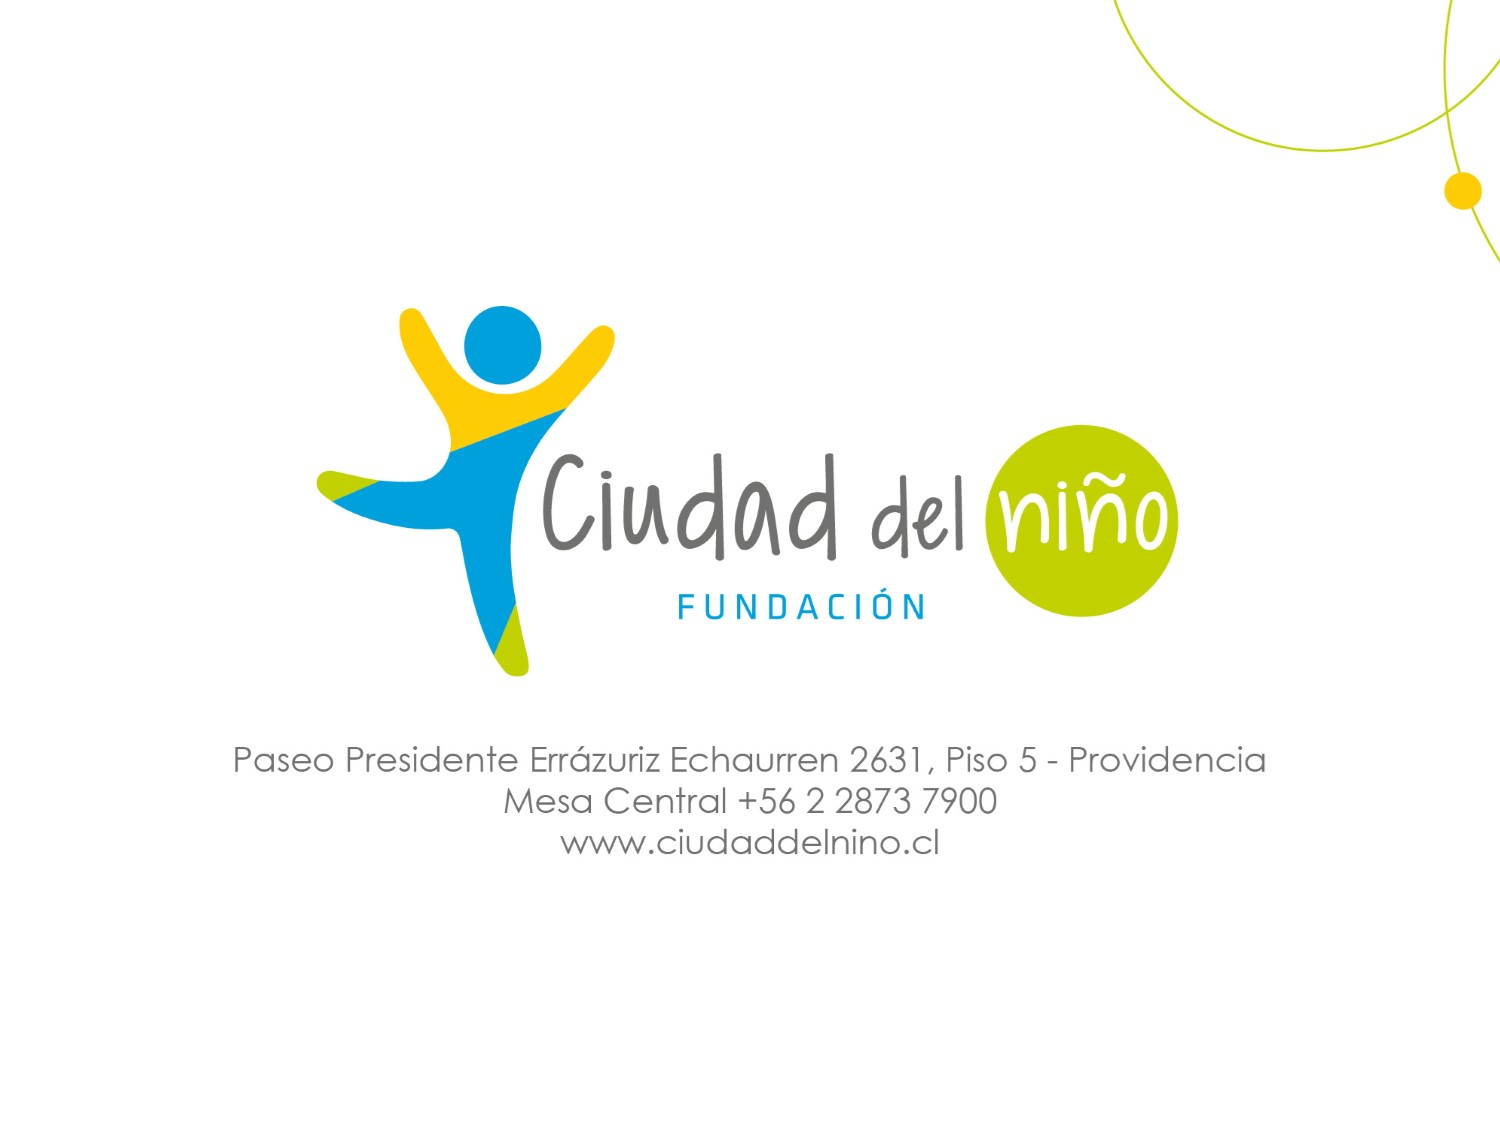 Ciudad del niño
FUNDACIÓN
Paseo Presidente Errázuriz Echaurren 2631, Piso 5 - Providencia
Mesa Central +56 2 2873 7900
www.ciudaddelnino.cl